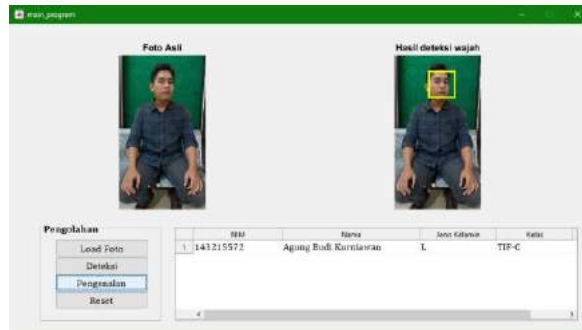 main_program
Foto Asli
Hasil deteksi wajah
Pengolahan
Load Foto
Deteksi
Pengenalan
Reset
NIM Nama Jenis Kelamin Kelas
1 143215572 Agung Budi Kurniawan L TIF-C